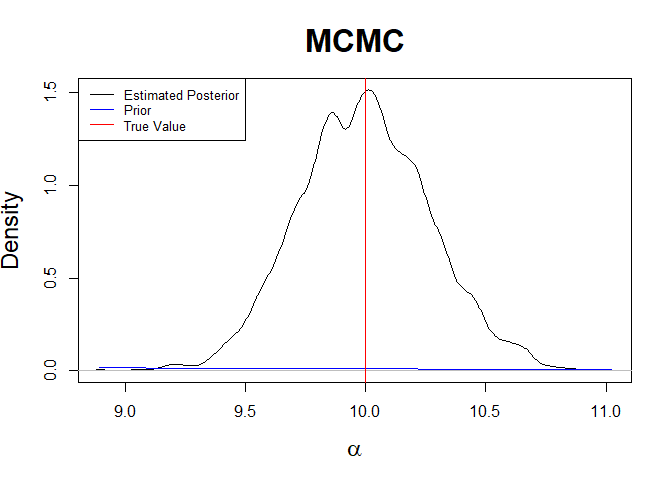 MCMC
Estimated Posterior
Prior
True Value
Density
0.0
0.5
1.0
1.5
9.0 9.5 10.0 10.5 11.0
α